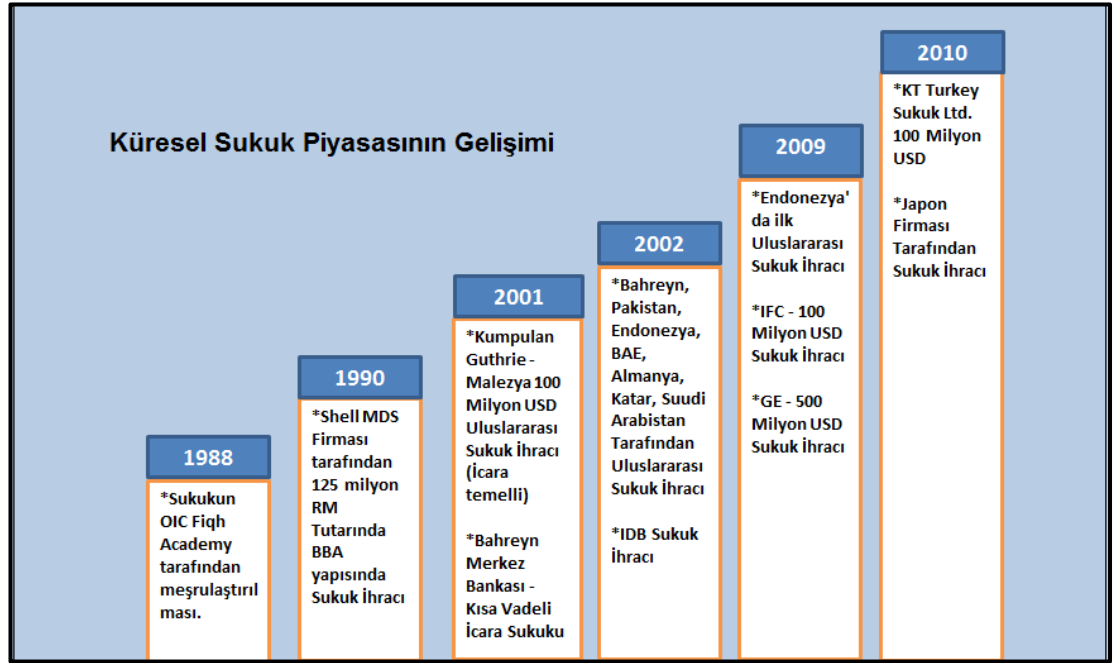 Küresel Sukuk Piyasasının Gelişimi
1988
*Sukukun
OIC Fiqh
Academy
tarafından
meşrulaştırıl
ması.
1990
*Shell MDS
Firması
tarafından
125 milyon
RM
Tutarında
BBA
yapısında
Sukuk İhracı
2001
*Kumpulan
Guthrie -
Malezya 100
Milyon USD
Uluslararası
Sukuk İhracı
(İcara
temelli)
*Bahreyn
Merkez
Bankası -
Kısa Vadeli
İcara Sukuku
2002
*Bahreyn,
Pakistan,
Endonezya,
BAE,
Almanya,
Katar, Suudi
Arabistan
Tarafından
Uluslararası
Sukuk İhracı
*IDB Sukuk
İhracı
2009
*Endonezya'
da ilk
Uluslararası
Sukuk İhracı
*IFC - 100
Milyon USD
Sukuk İhracı
*GE - 500
Milyon USD
Sukuk İhracı
2010
*KT Turkey
Sukuk Ltd.
100 Milyon
USD
*Japon
Firması
Tarafından
Sukuk İhracı